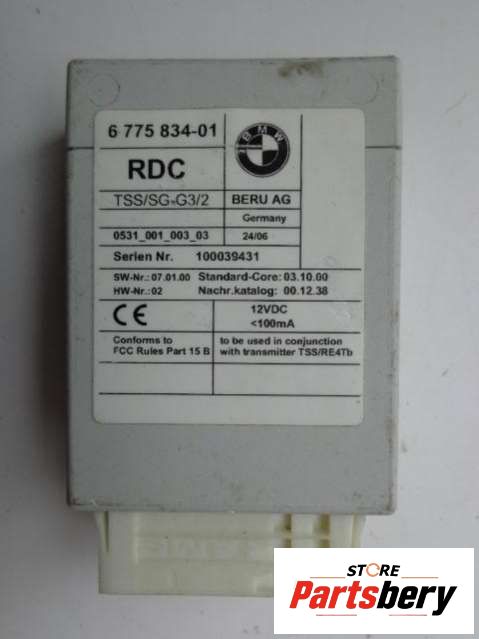 6 775 834-01
BMW
RDC
TSS/SG-G3/2
BERU AG
Germany
0531_001_003_03
24/06
Serien Nr. 100039431
SW-Nr.: 07.01.00 Standard-Core: 03.10.00
HW-Nr.: 02 Nachr.katalog: 00.12.38
CE
12VDC
<100mA
Conforms to
FCC Rules Part 15 B
to be used in conjunction
with transmitter TSS/RE4Tb
STORE
Partsbery